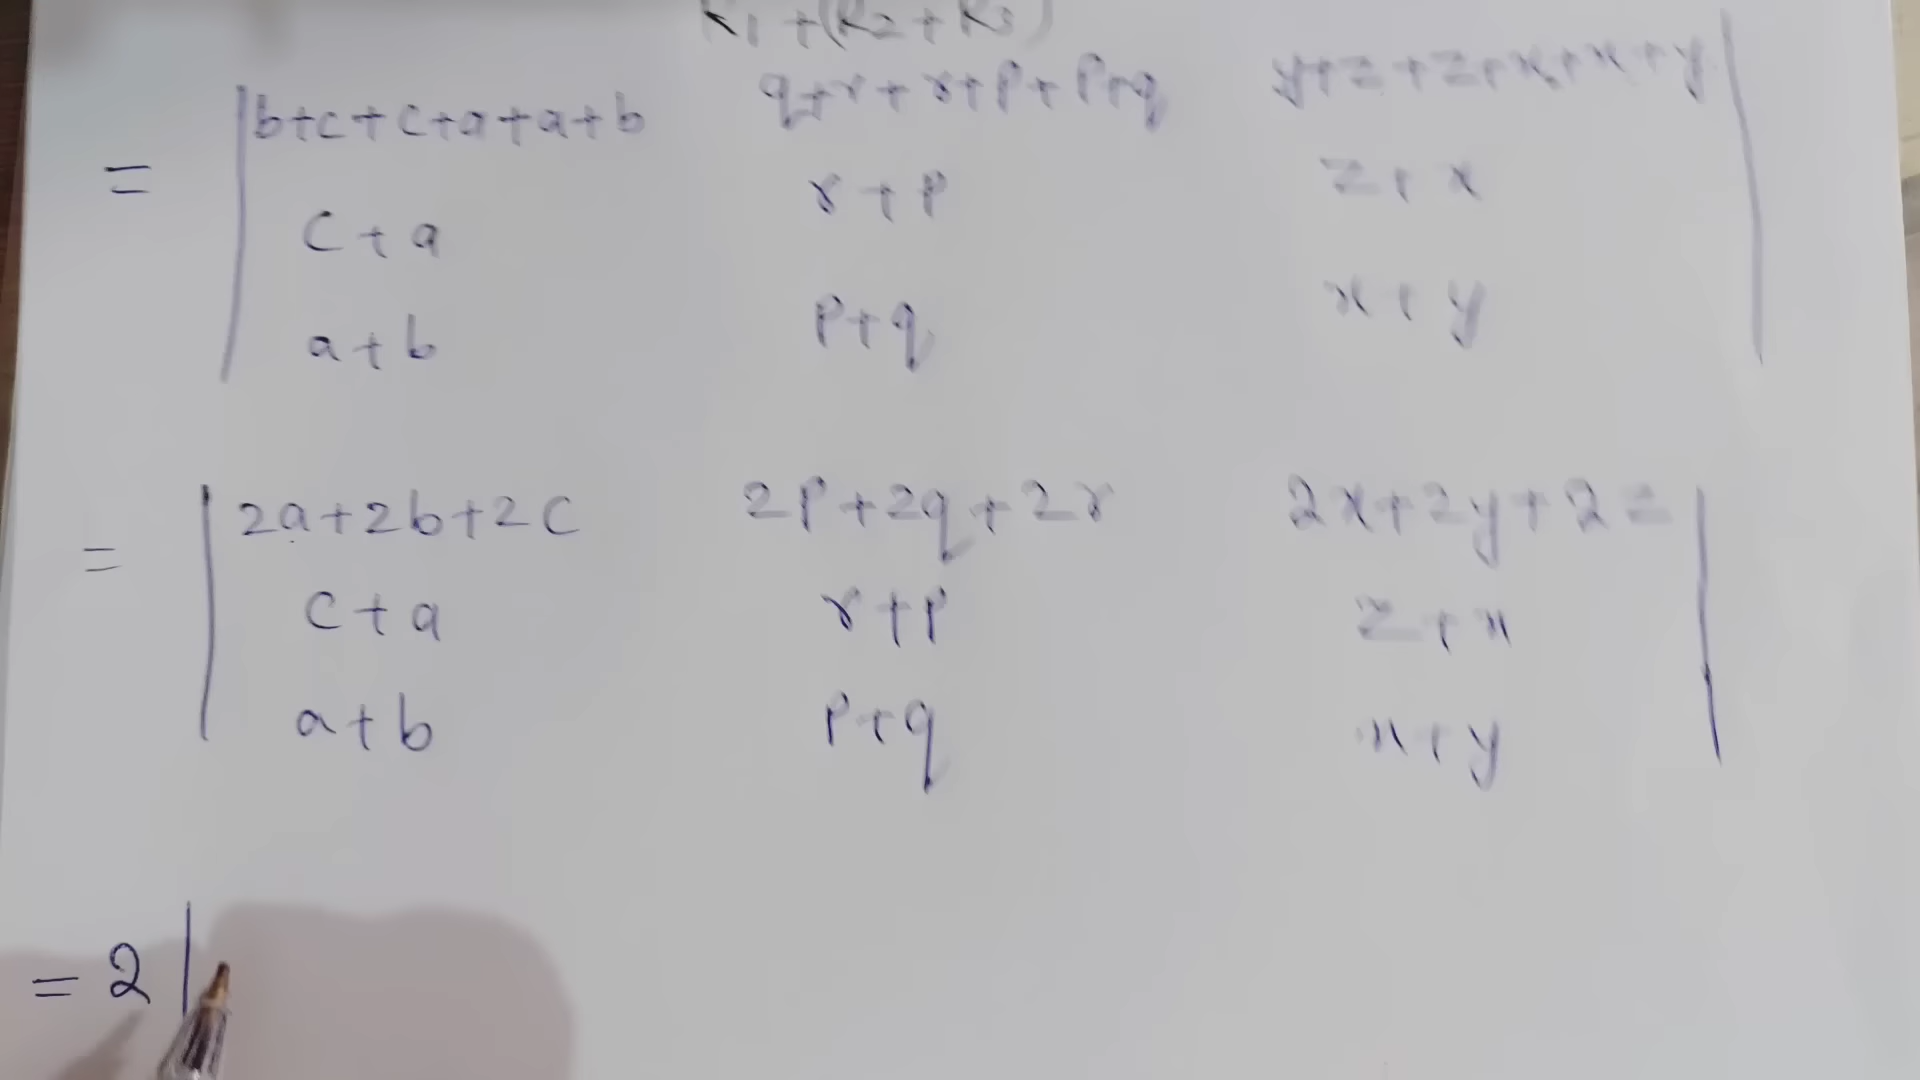 R1 + (R2 + R3)
= | b+c+c+a+a+b q+r+r+p+p+q y+z+z+x+x+y |
c+a r+p z+x
a+b p+q x+y
= | 2a+2b+2c 2p+2q+2r 2x+2y+2z |
c+a r+p z+x
a+b p+q x+y
= 2 |